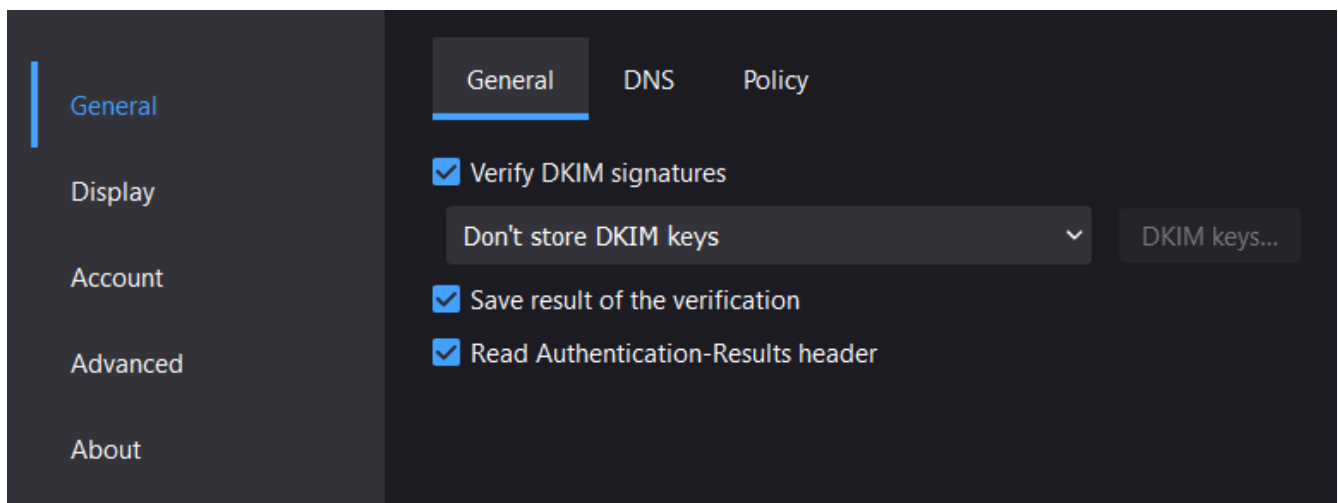 General
Display
Account
Advanced
About
General DNS Policy
Verify DKIM signatures
Don't store DKIM keys DKIM keys...
Save result of the verification
Read Authentication-Results header